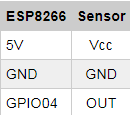 ESP8266 Sensor
5V Vcc
GND GND
GPIO04 OUT